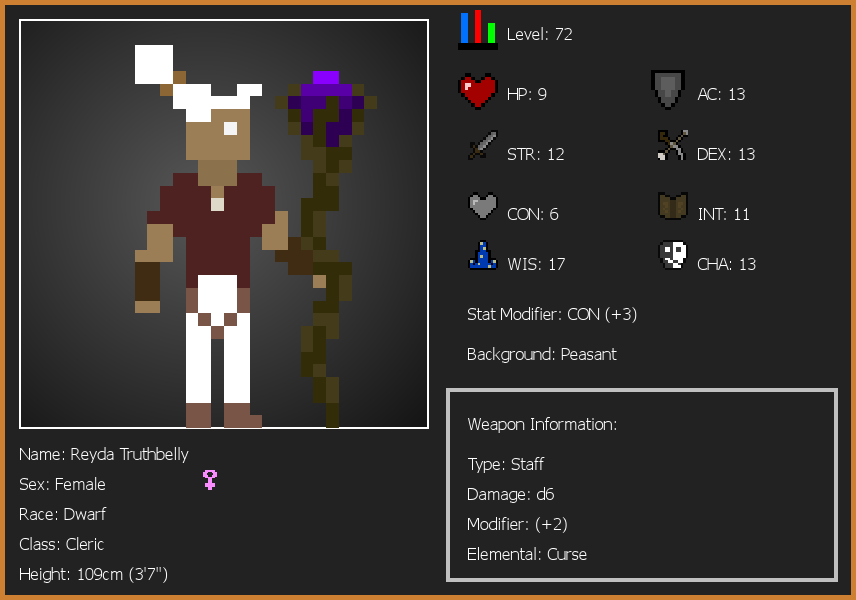 Level: 72
HP: 9
AC: 13
STR: 12
DEX: 13
CON: 6
INT: 11
WIS: 17
CHA: 13
Stat Modifier: CON (+3)
Background: Peasant
Weapon Information:
Type: Staff
Damage: d6
Modifier: (+2)
Elemental: Curse
Name: Reyda Truthbelly
Sex: Female
Race: Dwarf
Class: Cleric
Height: 109cm (3'7")